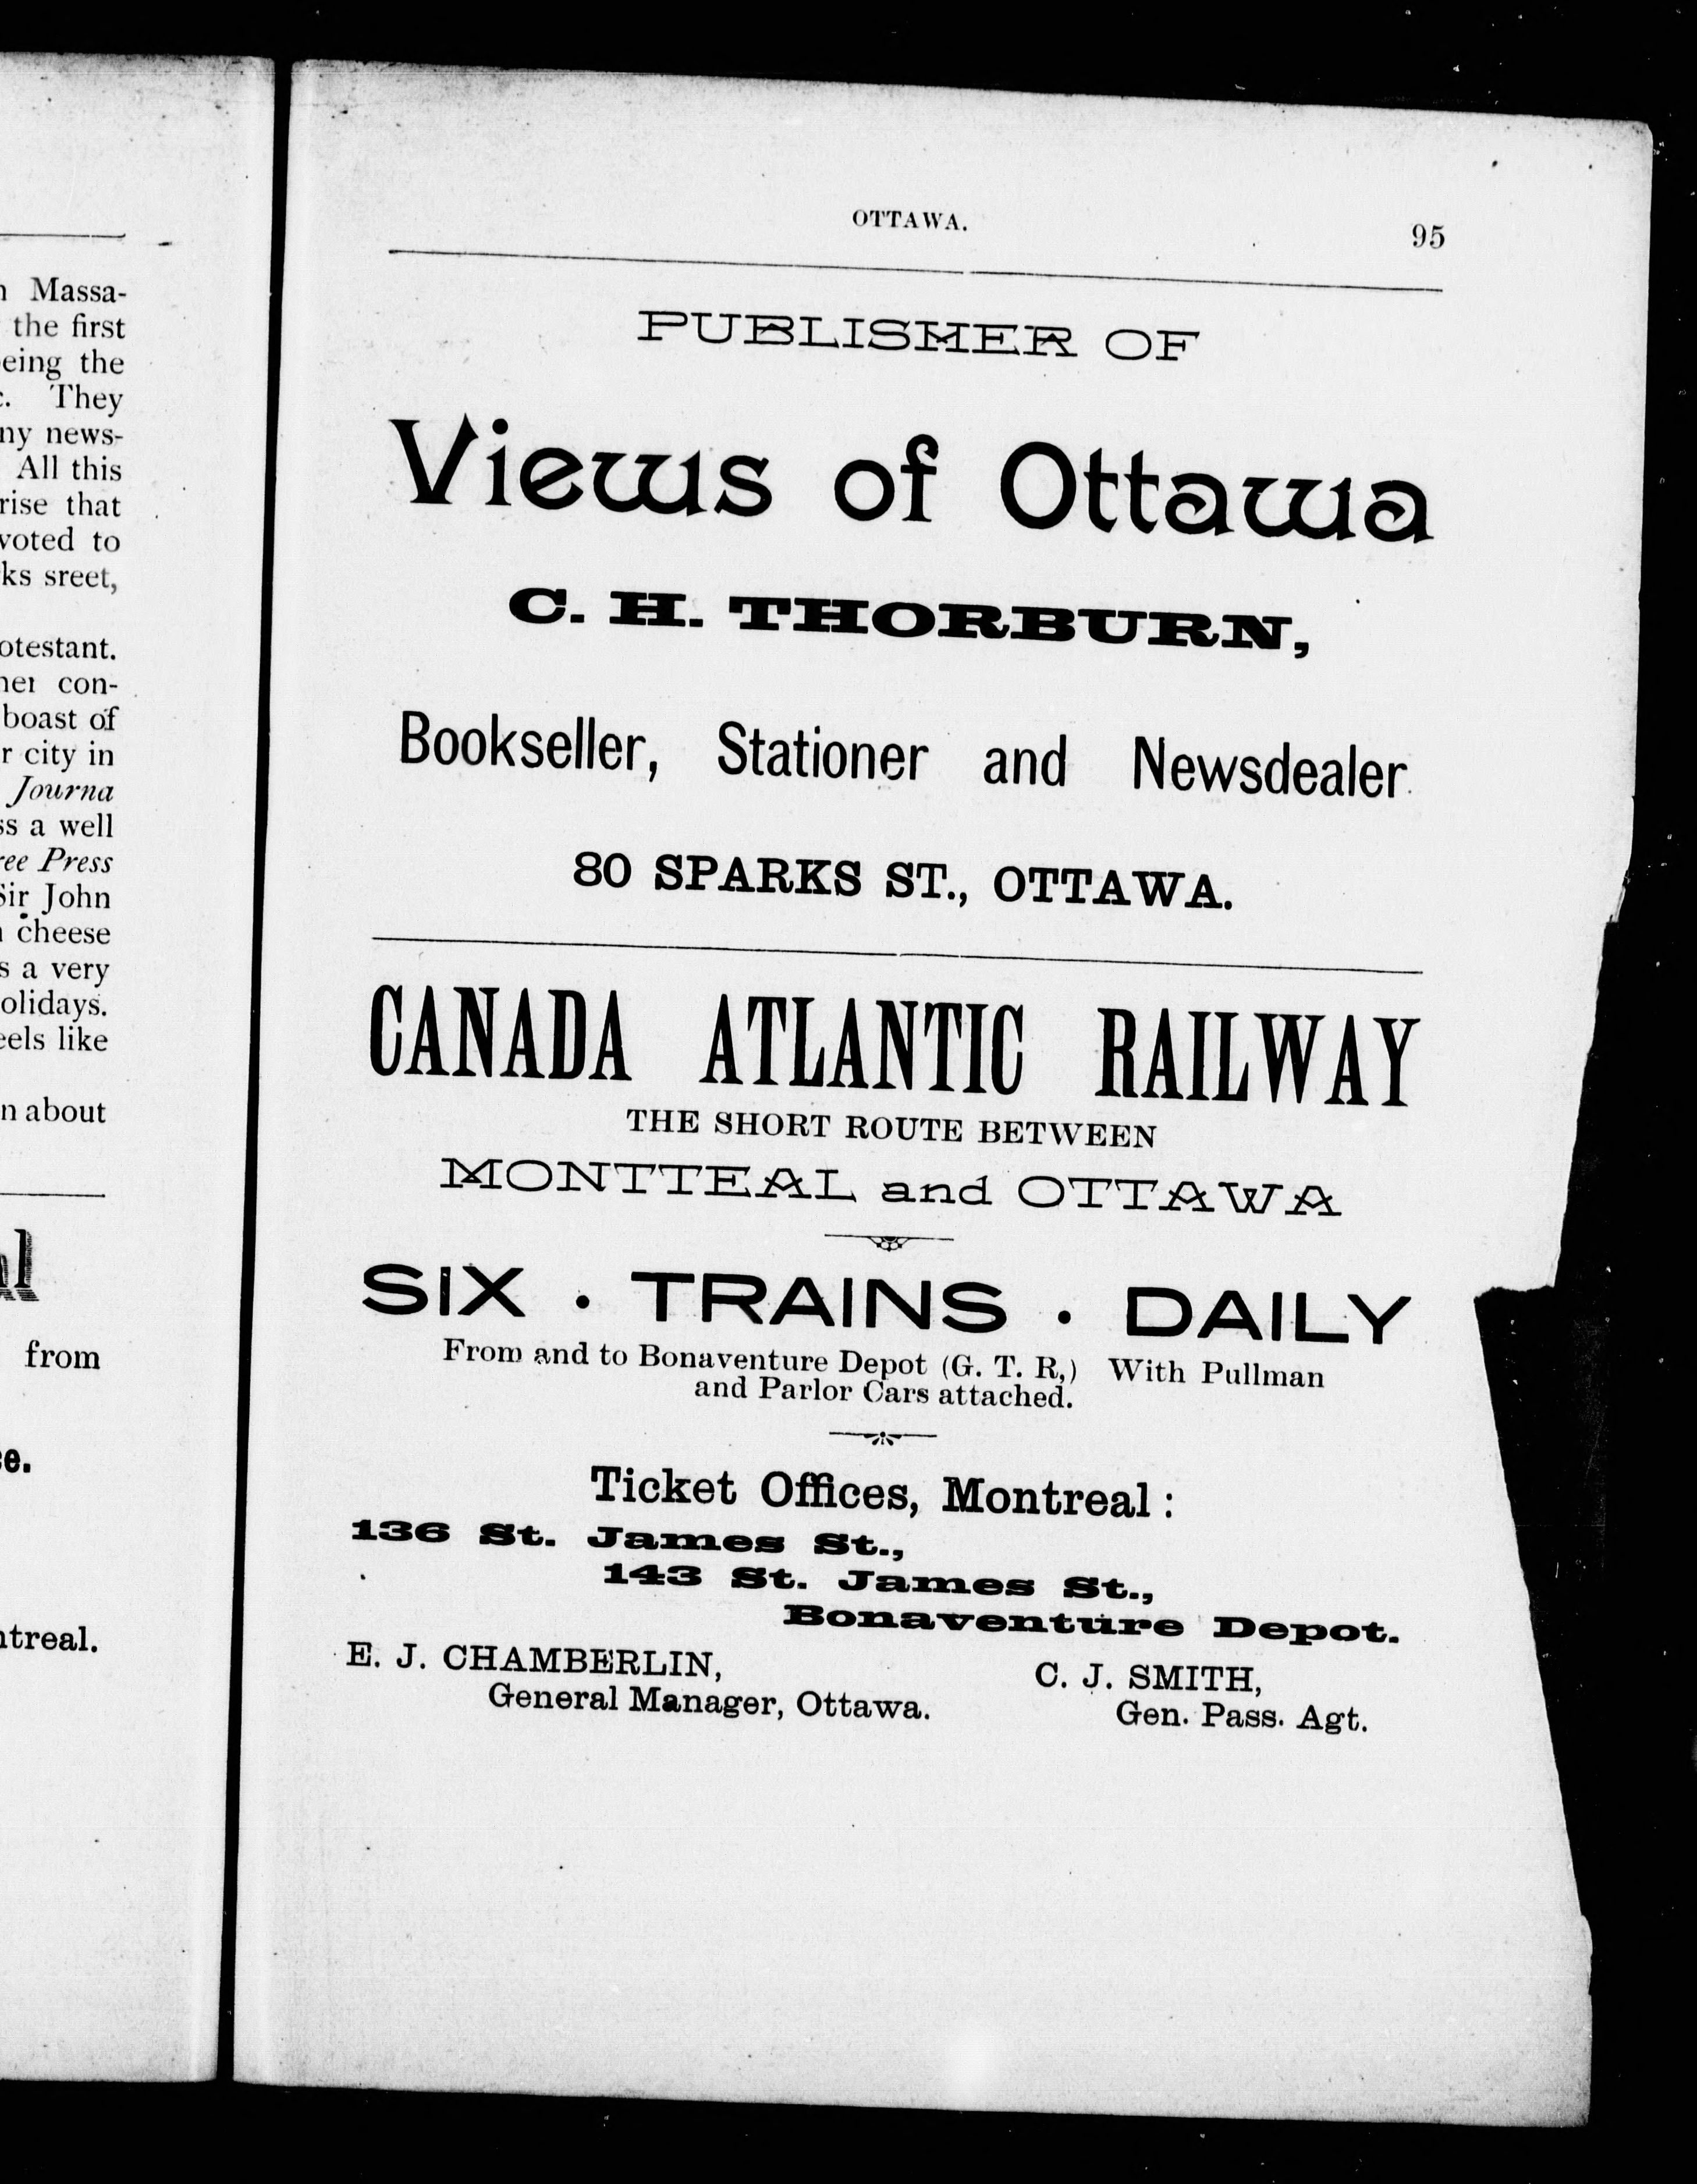 Massa-
the first
eing the
They
ny news-
All this
rise that
voted to
ks sreet,
otestant.
con-
boast of
r city in
Journa
ss a well
ree Press
Sir John
cheese
s a very
olidays.
eels like
n about
al
from
ce.
ntreal.
OTTAWA.
95
PUBLISHER OF
Views of Ottawa
C. H. THORBURN,
Bookseller, Stationer and Newsdealer
80 SPARKS ST., OTTAWA.
CANADA ATLANTIC RAILWAY
THE SHORT ROUTE BETWEEN
MONTTEAL and OTTAWA
SIX · TRAINS · DAILY
From and to Bonaventure Depot (G. T. R,) With Pullman
and Parlor Cars attached.
Ticket Offices, Montreal :
136 St. James St.,
143 St. James St.,
Bonaventure Depot.
E. J. CHAMBERLIN,
General Manager, Ottawa.
C. J. SMITH,
Gen. Pass. Agt.